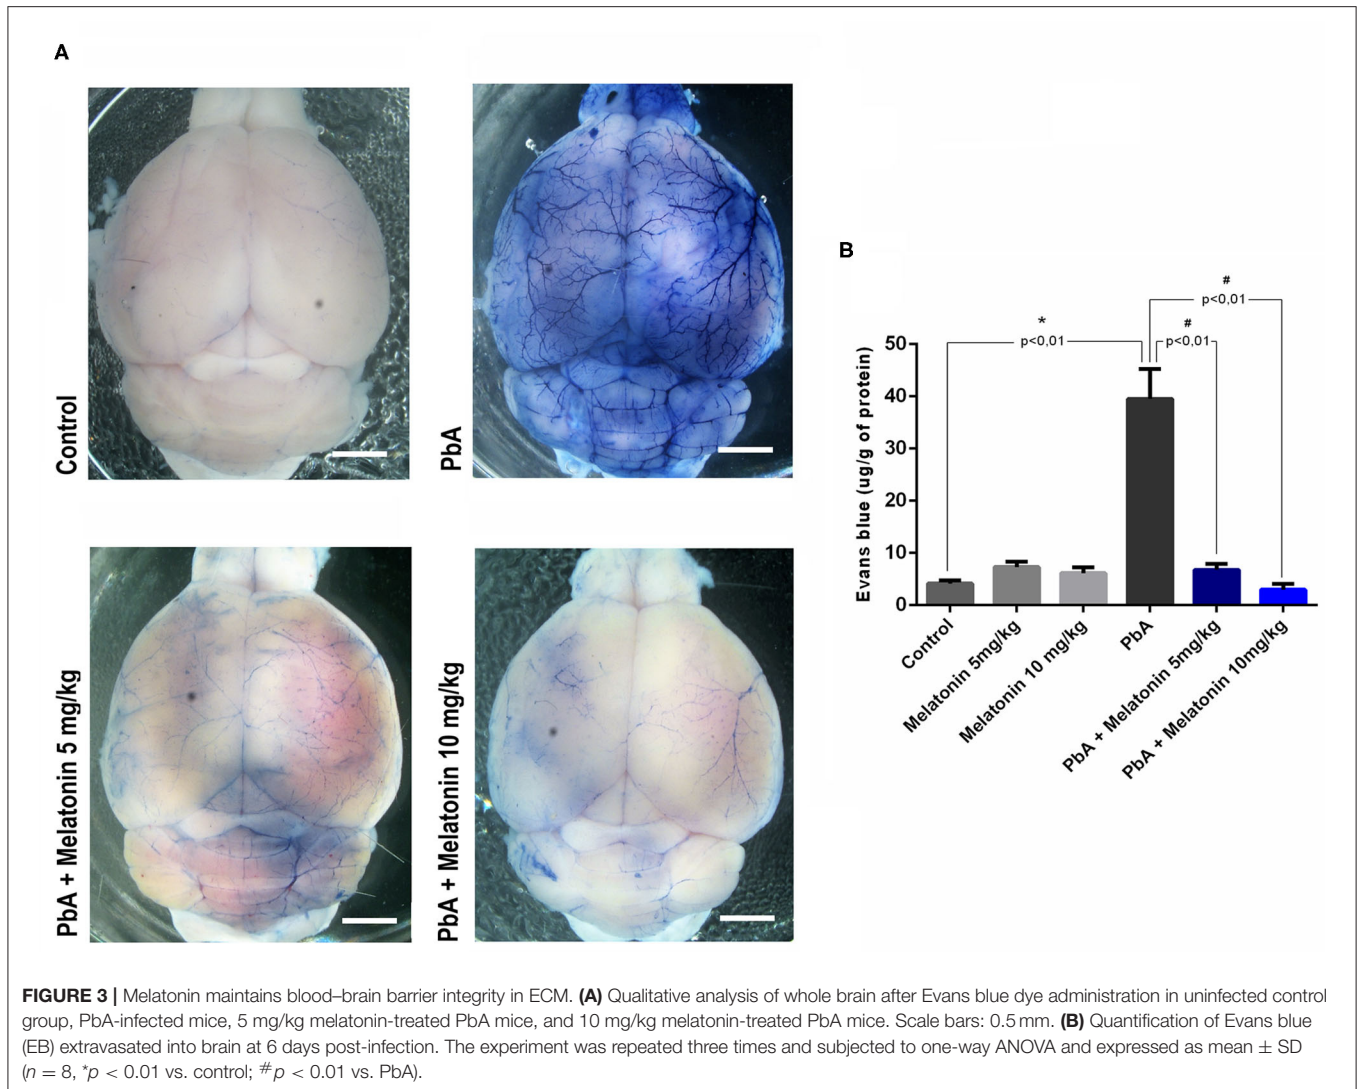 A
Control
PbA
PbA + Melatonin 5 mg/kg
PbA + Melatonin 10 mg/kg
B
#
p<0,01
*
p<0,01
#
p<0,01
Evans blue (ug/g of protein)
50
40
30
20
10
0
Control
Melatonin 5mg/kg
Melatonin 10 mg/kg
PbA
PbA + Melatonin 5mg/kg
PbA + Melatonin 10mg/kg
FIGURE 3 | Melatonin maintains blood–brain barrier integrity in ECM. (A) Qualitative analysis of whole brain after Evans blue dye administration in uninfected control
group, PbA-infected mice, 5 mg/kg melatonin-treated PbA mice, and 10 mg/kg melatonin-treated PbA mice. Scale bars: 0.5 mm. (B) Quantification of Evans blue
(EB) extravasated into brain at 6 days post-infection. The experiment was repeated three times and subjected to one-way ANOVA and expressed as mean ± SD
(n = 8, *p < 0.01 vs. control; #p < 0.01 vs. PbA).